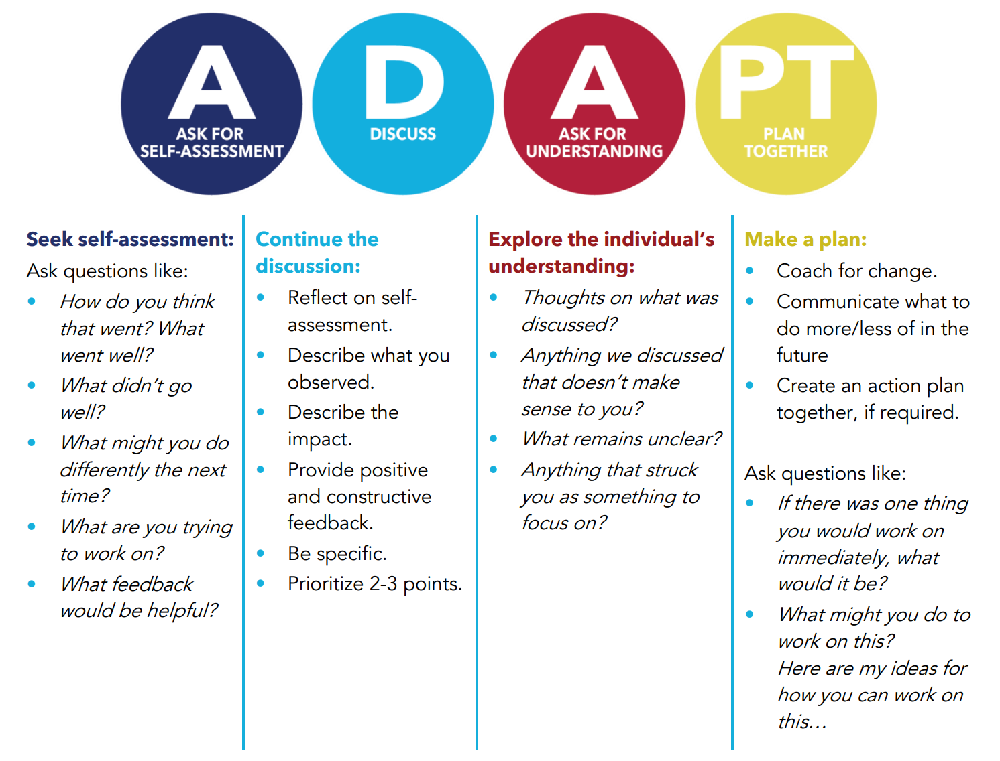 A
ASK FOR
SELF-ASSESSMENT
D
DISCUSS
A
ASK FOR
UNDERSTANDING
PT
PLAN
TOGETHER
Seek self-assessment:
Ask questions like:
• How do you think
that went? What
went well?
• What didn’t go
well?
• What might you do
differently the next
time?
• What are you trying
to work on?
• What feedback
would be helpful?
Continue the
discussion:
• Reflect on self-
assessment.
• Describe what you
observed.
• Describe the
impact.
• Provide positive
and constructive
feedback.
• Be specific.
• Prioritize 2-3 points.
Explore the individual’s
understanding:
• Thoughts on what was
discussed?
• Anything we discussed
that doesn’t make
sense to you?
• What remains unclear?
• Anything that struck
you as something to
focus on?
Make a plan:
• Coach for change.
• Communicate what to
do more/less of in the
future
• Create an action plan
together, if required.
Ask questions like:
• If there was one thing
you would work on
immediately, what
would it be?
• What might you do to
work on this?
Here are my ideas for
how you can work on
this…